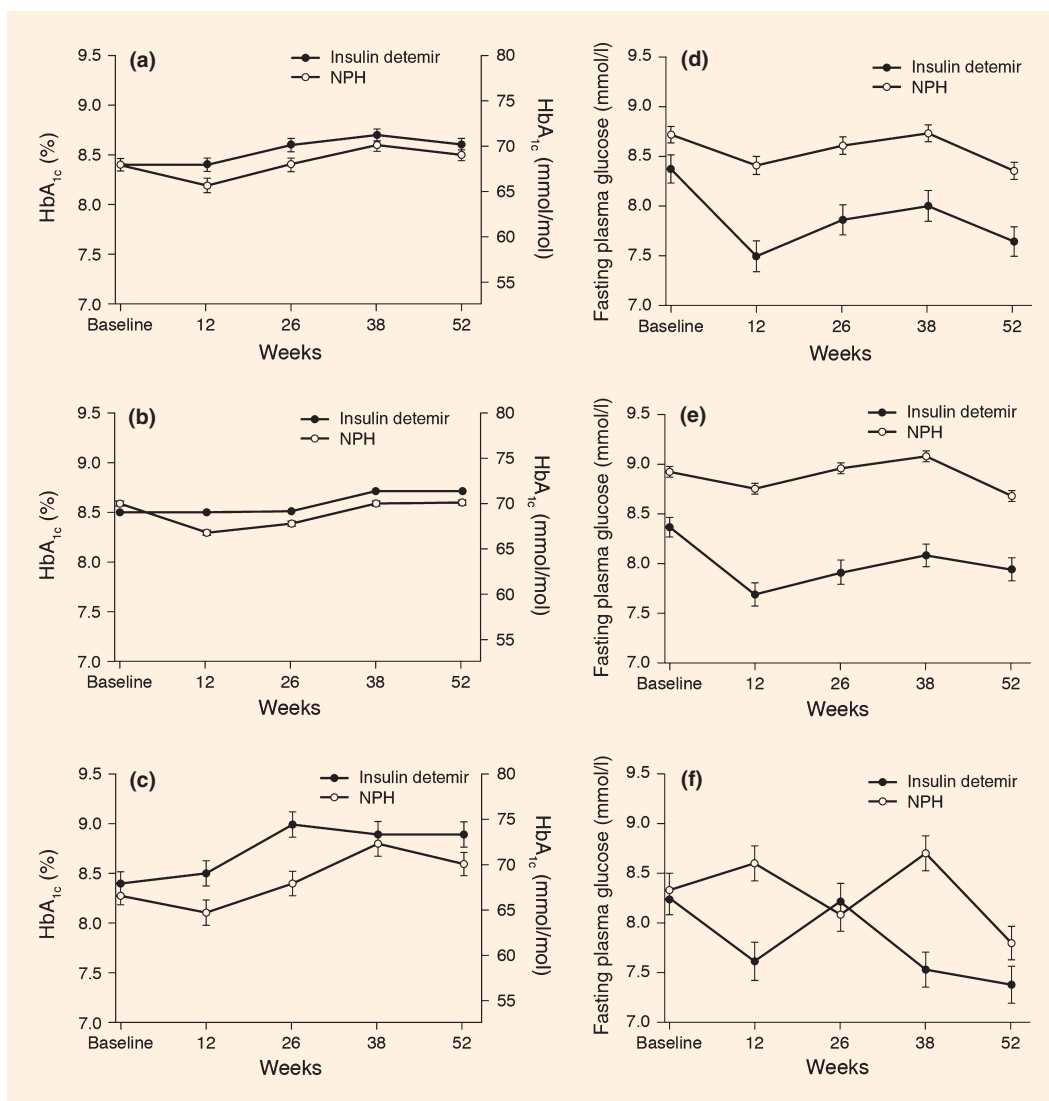 (a)
Insulin detemir
NPH
HbA1c (%)
9.5
9.0
8.5
8.0
7.5
7.0
80
75
70
65
60
55
HbA1c (mmol/mol)
Baseline 12 26 38 52
Weeks
(d)
Insulin detemir
NPH
Fasting plasma glucose (mmol/l)
9.5
9.0
8.5
8.0
7.5
7.0
Baseline 12 26 38 52
Weeks
(b)
Insulin detemir
NPH
HbA1c (%)
9.5
9.0
8.5
8.0
7.5
7.0
80
75
70
65
60
55
HbA1c (mmol/mol)
Baseline 12 26 38 52
Weeks
(e)
Insulin detemir
NPH
Fasting plasma glucose (mmol/l)
9.5
9.0
8.5
8.0
7.5
7.0
Baseline 12 26 38 52
Weeks
(c)
Insulin detemir
NPH
HbA1c (%)
9.5
9.0
8.5
8.0
7.5
7.0
80
75
70
65
60
55
HbA1c (mmol/mol)
Baseline 12 26 38 52
Weeks
(f)
Insulin detemir
NPH
Fasting plasma glucose (mmol/l)
9.5
9.0
8.5
8.0
7.5
7.0
Baseline 12 26 38 52
Weeks